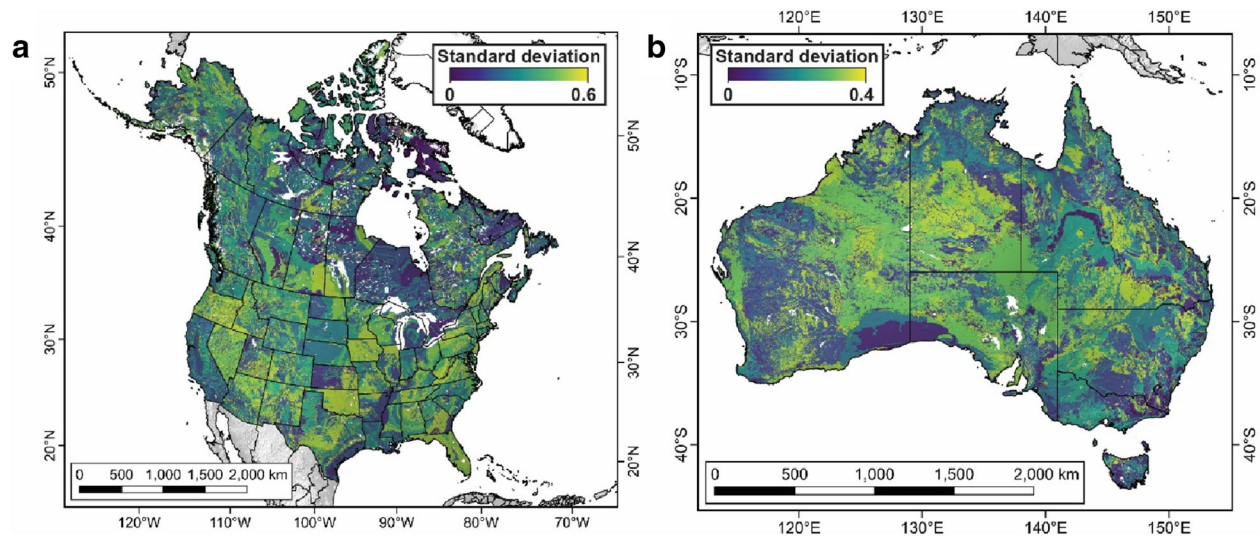 a
Standard deviation
0 0.6
50°N
40°N
30°N
20°N
50°N
40°N
30°N
20°N
0 500 1,000 1,500 2,000 km
120°W 110°W 100°W 90°W 80°W 70°W
b
120°E 130°E 140°E 150°E
Standard deviation
0 0.4
10°S
20°S
30°S
40°S
10°S
20°S
30°S
40°S
0 500 1,000 1,500 2,000 km
120°E 130°E 140°E 150°E